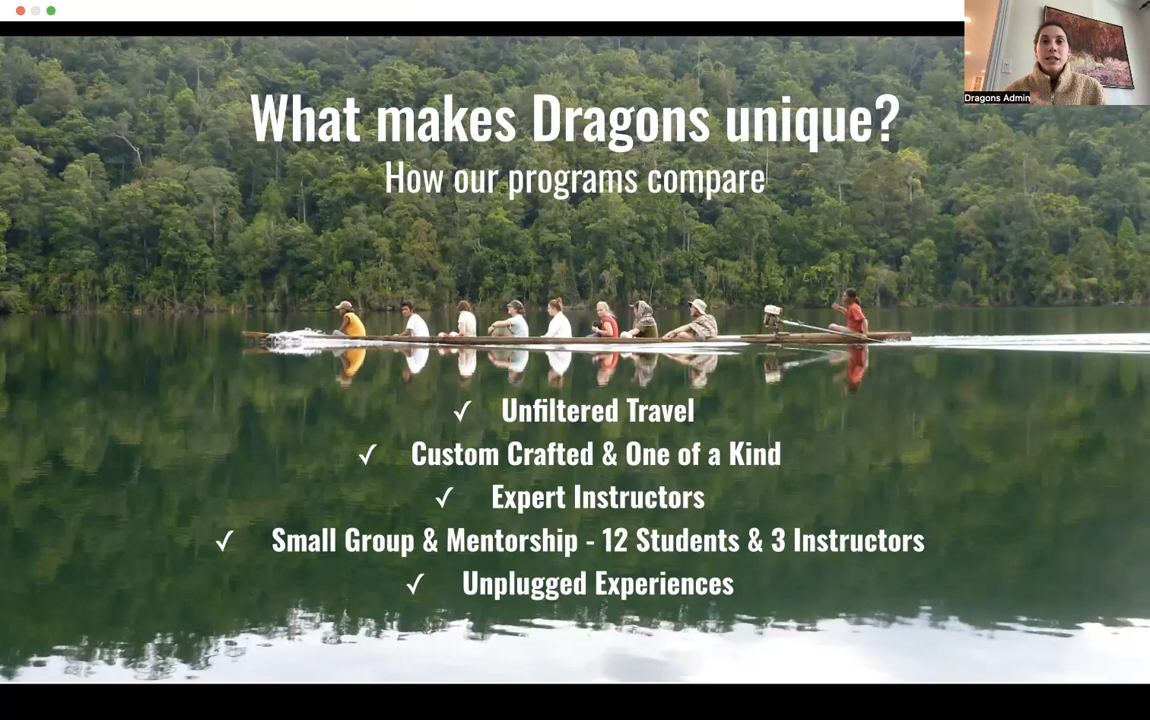 Dragons Admin
What makes Dragons unique?
How our programs compare
✓ Unfiltered Travel
✓ Custom Crafted & One of a Kind
✓ Expert Instructors
✓ Small Group & Mentorship - 12 Students & 3 Instructors
✓ Unplugged Experiences